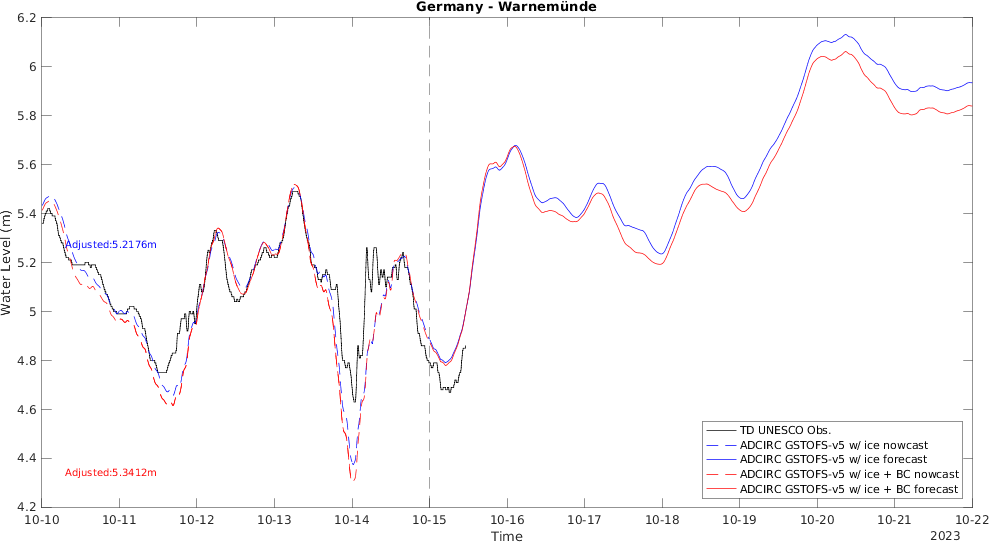 Germany - Warnemünde
6.2
6
5.8
5.6
5.4
5.2
5
4.8
4.6
4.4
4.2
Water Level (m)
Adjusted:5.2176m
Adjusted:5.3412m
TD UNESCO Obs.
ADCIRC GSTOFS-v5 w/ ice nowcast
ADCIRC GSTOFS-v5 w/ ice forecast
ADCIRC GSTOFS-v5 w/ ice + BC nowcast
ADCIRC GSTOFS-v5 w/ ice + BC forecast
10-10 10-11 10-12 10-13 10-14 10-15 10-16 10-17 10-18 10-19 10-20 10-21 10-22
Time
2023